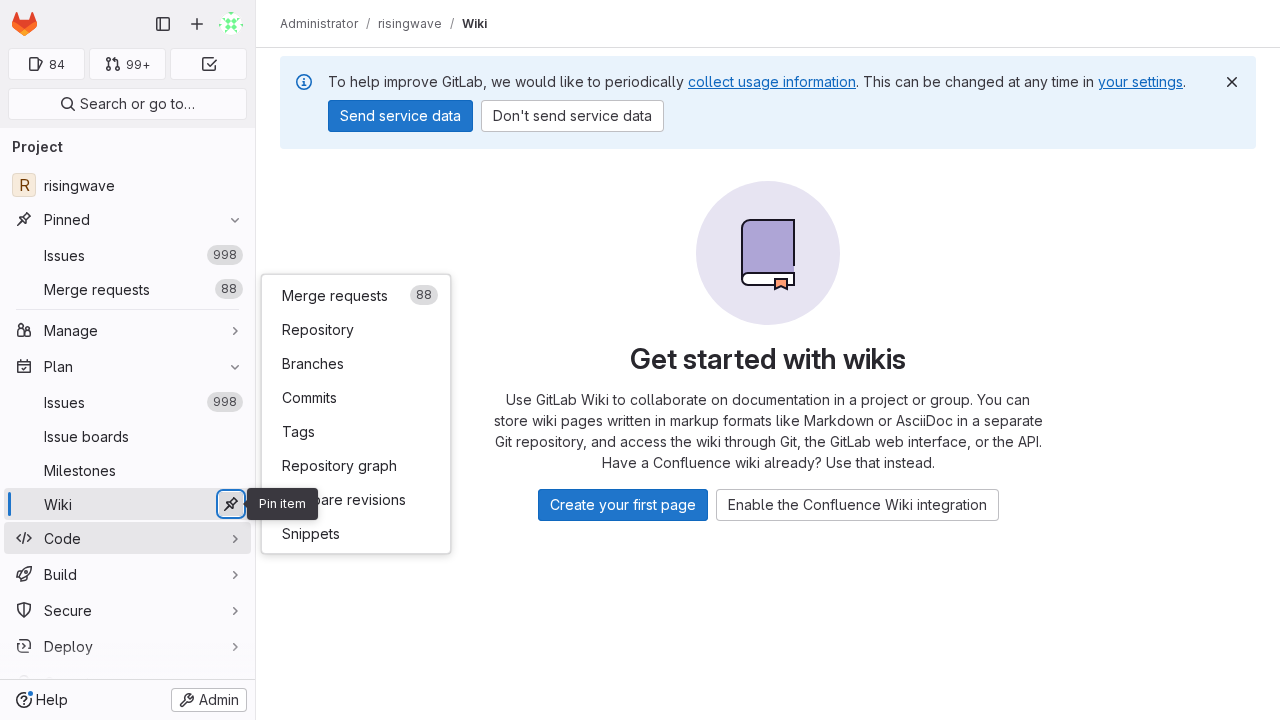 Administrator / risingwave / Wiki
84
99+
Search or go to…
Project
R risingwave
Pinned
Issues 998
Merge requests 88
Manage
Plan
Issues 998
Issue boards
Milestones
Wiki
Pin item
Code
Build
Secure
Deploy
Help
Admin
Merge requests 88
Repository
Branches
Commits
Tags
Repository graph
pare revisions
Snippets
To help improve GitLab, we would like to periodically collect usage information. This can be changed at any time in your settings.
Send service data
Don't send service data
Get started with wikis
Use GitLab Wiki to collaborate on documentation in a project or group. You can
store wiki pages written in markup formats like Markdown or AsciiDoc in a separate
Git repository, and access the wiki through Git, the GitLab web interface, or the API.
Have a Confluence wiki already? Use that instead.
Create your first page
Enable the Confluence Wiki integration